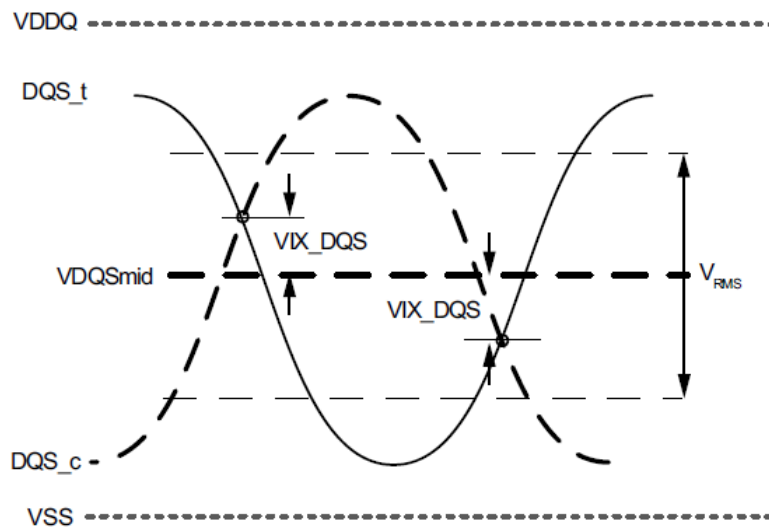 VDDQ
DQS_t
VIX_DQS
VDQSmid
VRMS
VIX_DQS
DQS_c
VSS